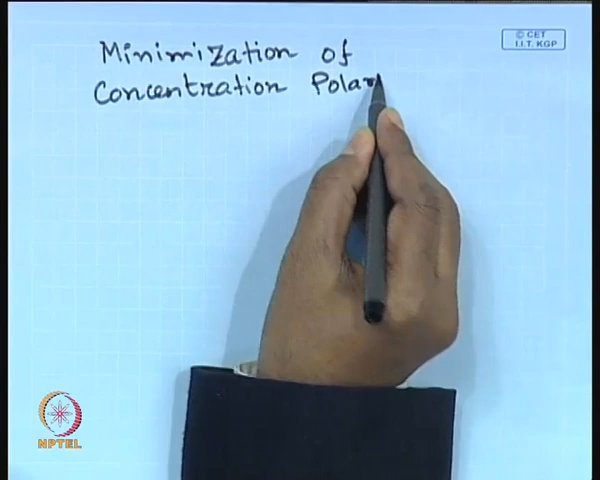 Minimization of
Concentration Polar
© CET
I.I.T. KGP
NPTEL